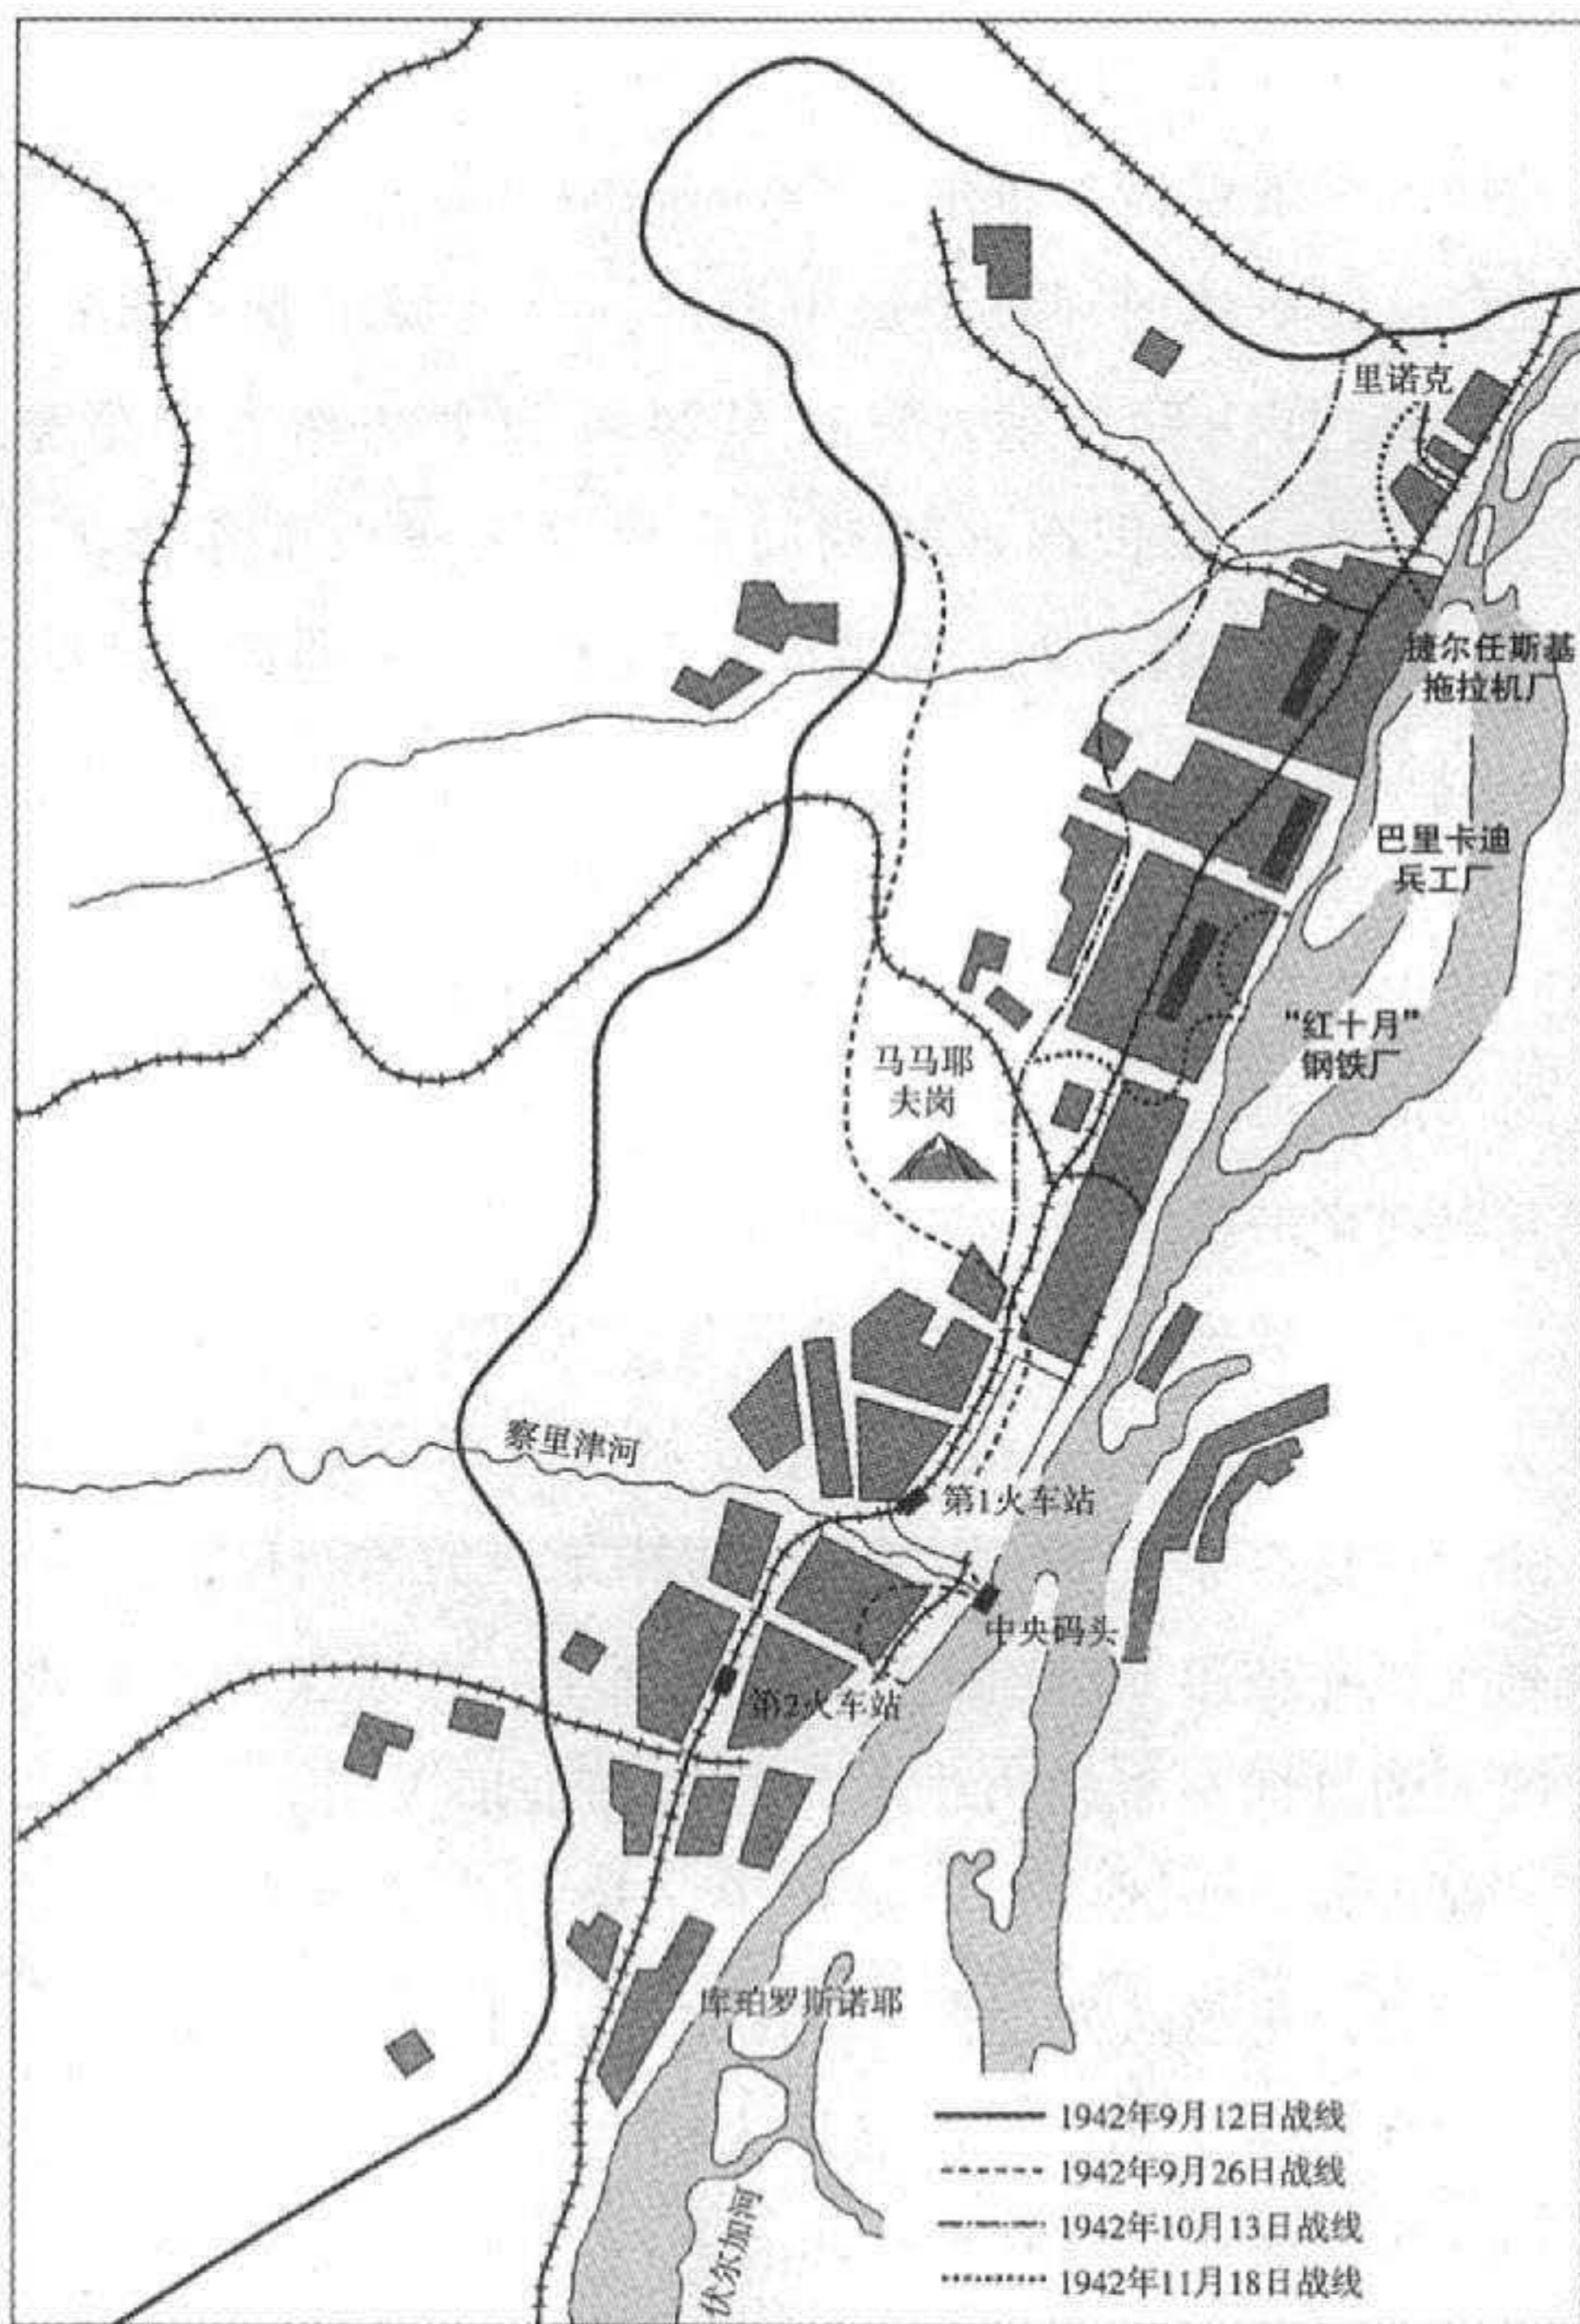 里诺克
捷尔任斯基
拖拉机厂
巴里卡迪
兵工厂
“红十月”
钢铁厂
马马耶
夫岗
察里津河
第1火车站
中央码头
第2火车站
库珀罗斯诺耶
伏尔加河
1942年9月12日战线
1942年9月26日战线
1942年10月13日战线
1942年11月18日战线